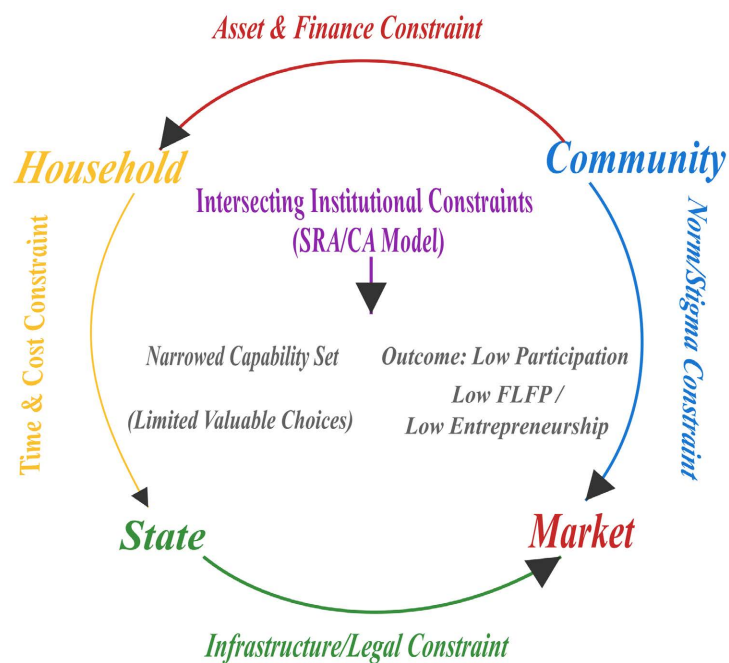 Asset & Finance Constraint
Household
Community
Intersecting Institutional Constraints
(SRA/CA Model)
Time & Cost Constraint
Norm/Stigma Constraint
Narrowed Capability Set
(Limited Valuable Choices)
Outcome: Low Participation
Low FLFP /
Low Entrepreneurship
State
Market
Infrastructure/Legal Constraint